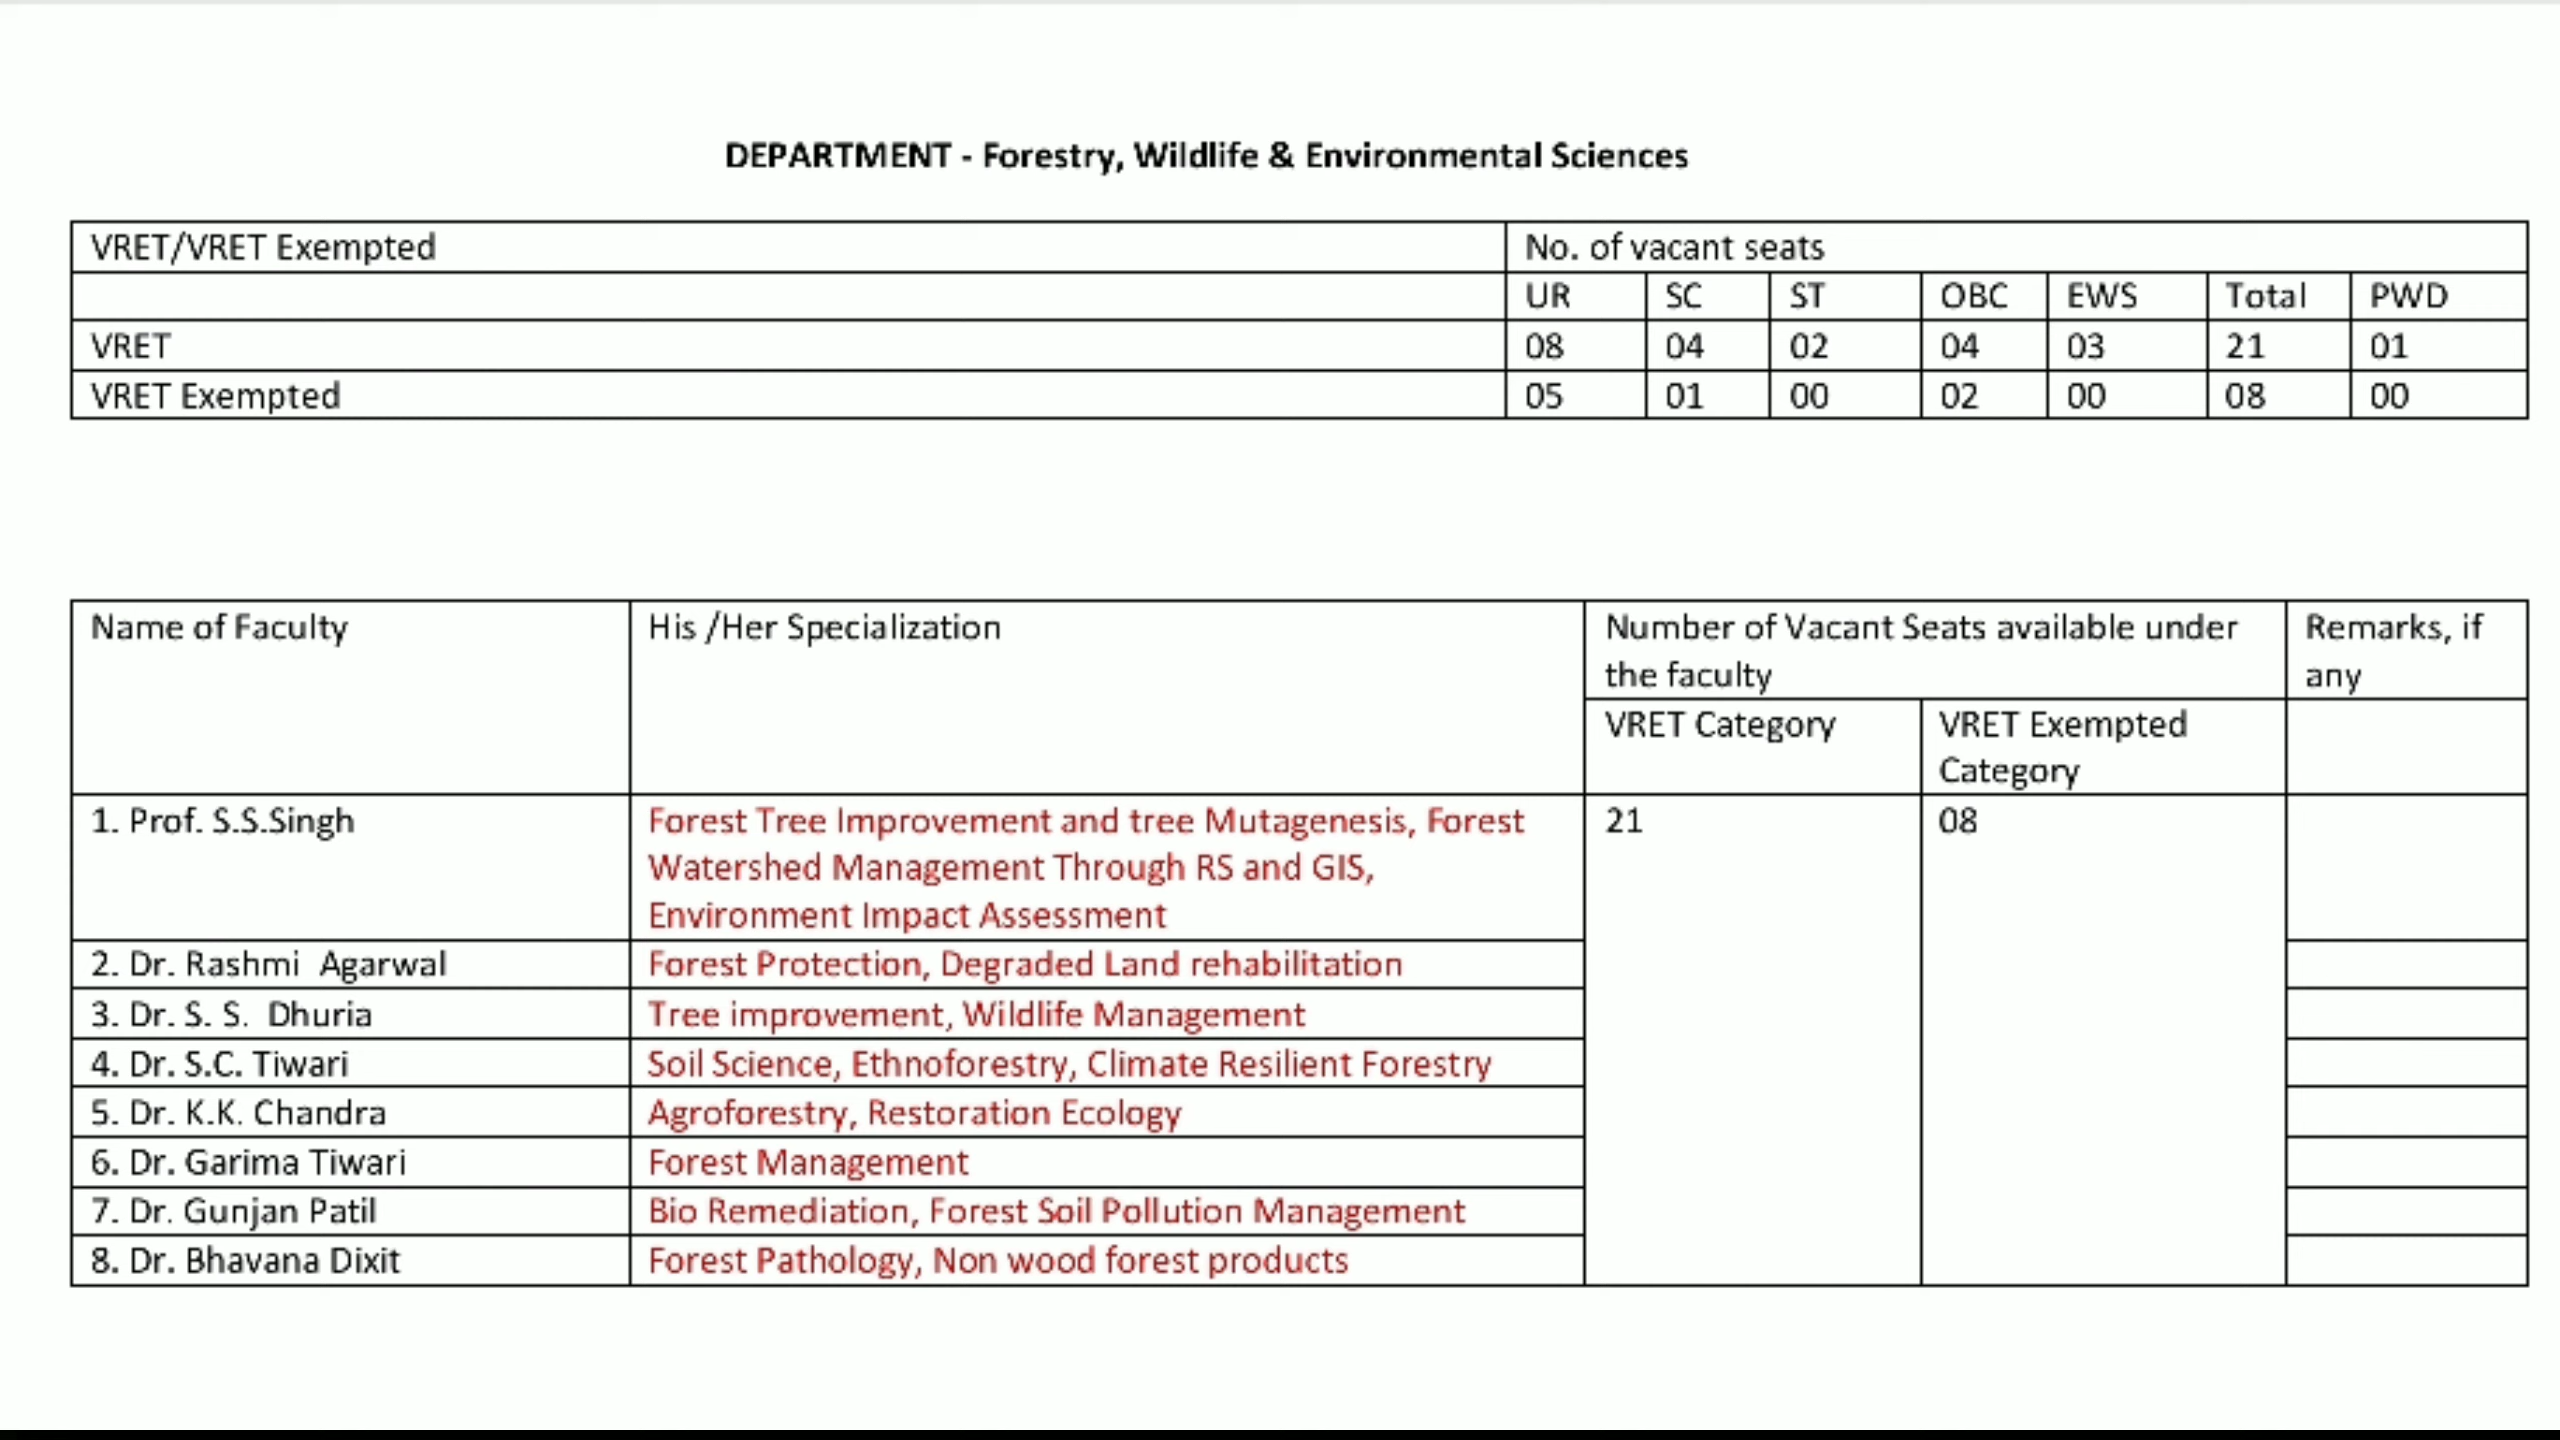 DEPARTMENT - Forestry, Wildlife & Environmental Sciences
VRET/VRET Exempted No. of vacant seats
UR SC ST OBC EWS Total PWD
VRET 08 04 02 04 03 21 01
VRET Exempted 05 01 00 02 00 08 00
Name of Faculty His /Her Specialization Number of Vacant Seats available under Remarks, if
the faculty any
VRET Category VRET Exempted
Category
1. Prof. S.S.Singh Forest Tree Improvement and tree Mutagenesis, Forest 21 08
Watershed Management Through RS and GIS,
Environment Impact Assessment
2. Dr. Rashmi Agarwal Forest Protection, Degraded Land rehabilitation
3. Dr. S. S. Dhuria Tree improvement, Wildlife Management
4. Dr. S.C. Tiwari Soil Science, Ethnoforestry, Climate Resilient Forestry
5. Dr. K.K. Chandra Agroforestry, Restoration Ecology
6. Dr. Garima Tiwari Forest Management
7. Dr. Gunjan Patil Bio Remediation, Forest Soil Pollution Management
8. Dr. Bhavana Dixit Forest Pathology, Non wood forest products